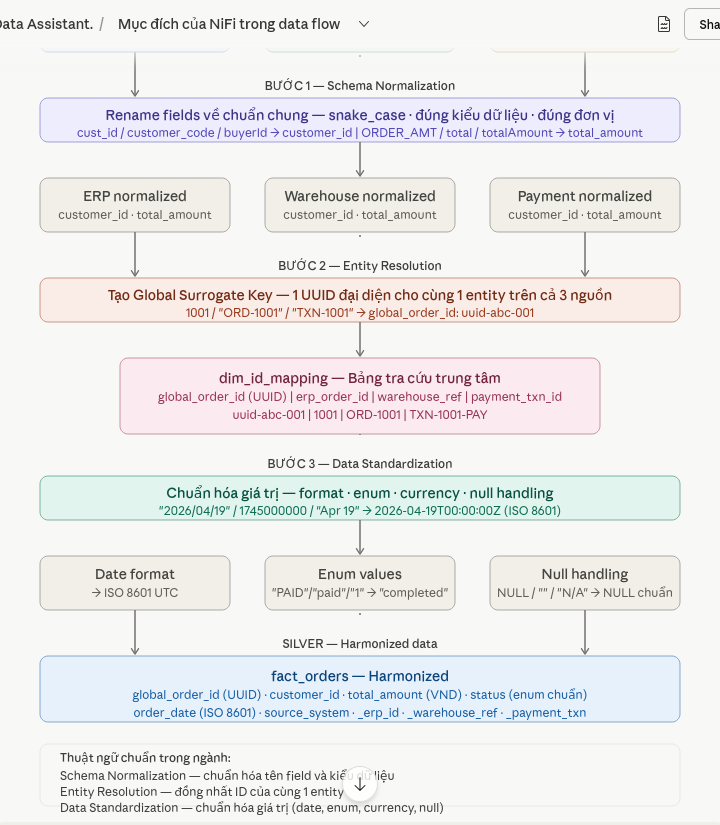 Data Assistant. / Mục đích của NiFi trong data flow
Sha
BƯỚC 1 — Schema Normalization
Rename fields về chuẩn chung — snake_case · đúng kiểu dữ liệu · đúng đơn vị
cust_id / customer_code / buyerId → customer_id | ORDER_AMT / total / totalAmount → total_amount
ERP normalized
customer_id · total_amount
Warehouse normalized
customer_id · total_amount
Payment normalized
customer_id · total_amount
BƯỚC 2 — Entity Resolution
Tạo Global Surrogate Key — 1 UUID đại diện cho cùng 1 entity trên cả 3 nguồn
1001 / "ORD-1001" / "TXN-1001" → global_order_id: uuid-abc-001
dim_id_mapping — Bảng tra cứu trung tâm
global_order_id (UUID) | erp_order_id | warehouse_ref | payment_txn_id
uuid-abc-001 | 1001 | ORD-1001 | TXN-1001-PAY
BƯỚC 3 — Data Standardization
Chuẩn hóa giá trị — format · enum · currency · null handling
"2026/04/19" / 1745000000 / "Apr 19" → 2026-04-19T00:00:00Z (ISO 8601)
Date format
→ ISO 8601 UTC
Enum values
"PAID"/"paid"/"1" → "completed"
Null handling
NULL / "" / "N/A" → NULL chuẩn
SILVER — Harmonized data
fact_orders — Harmonized
global_order_id (UUID) · customer_id · total_amount (VND) · status (enum chuẩn)
order_date (ISO 8601) · source_system · _erp_id · _warehouse_ref · _payment_txn
Thuật ngữ chuẩn trong ngành:
Schema Normalization — chuẩn hóa tên field và kiểu dữ liệu
Entity Resolution — đồng nhất ID của cùng 1 entity
Data Standardization — chuẩn hóa giá trị (date, enum, currency, null)